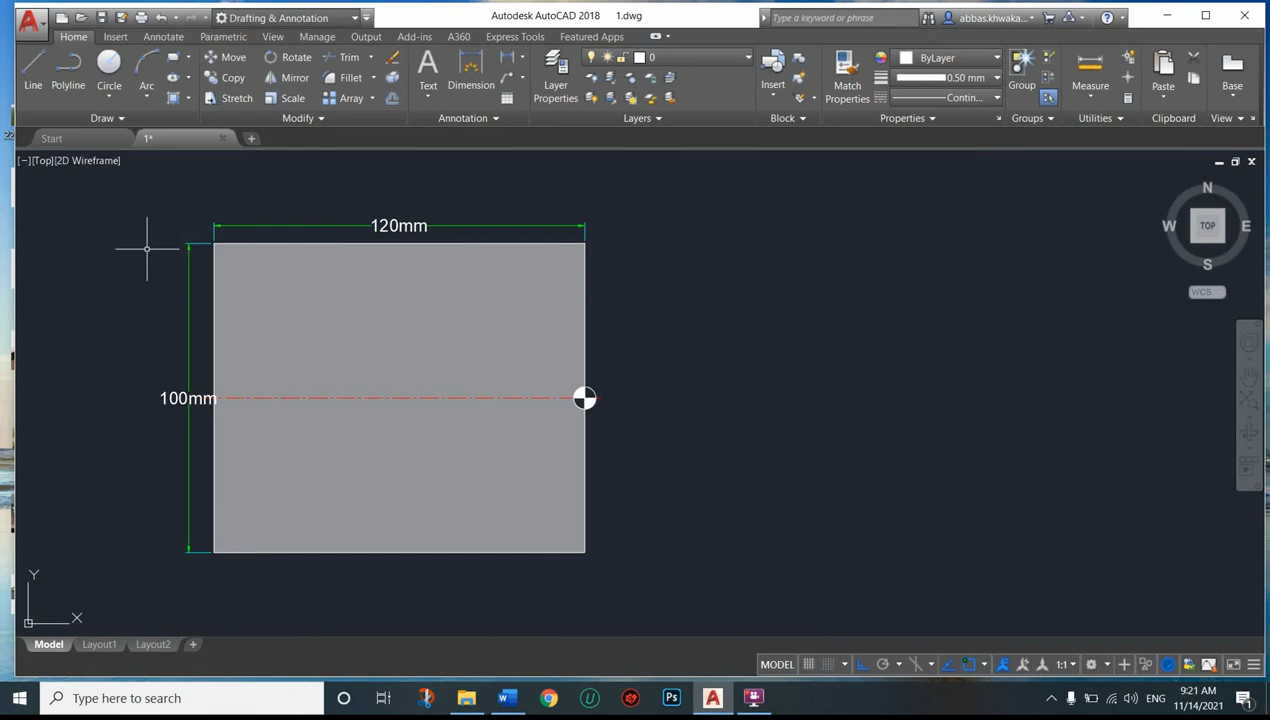 Drafting & Annotation
Autodesk AutoCAD 2018 1.dwg
Type a keyword or phrase
abbas.khwaka...
Home Insert Annotate Parametric View Manage Output Add-ins A360 Express Tools Featured Apps
Line Polyline Circle Arc
Move Rotate Trim
Copy Mirror Fillet
Stretch Scale Array
Text Dimension
Layer Properties
0
Insert
Match Properties
ByLayer
0.50 mm
Contin...
Group
Measure
Paste
Base
Draw Modify Annotation Layers Block Properties Groups Utilities Clipboard View
Start 1*
[−][Top][2D Wireframe]
N
W TOP E
S
WCS
120mm
100mm
Y
X
Model Layout1 Layout2
MODEL 1:1
Type here to search
W
U
Ps
A
ENG
9:21 AM
11/14/2021
1